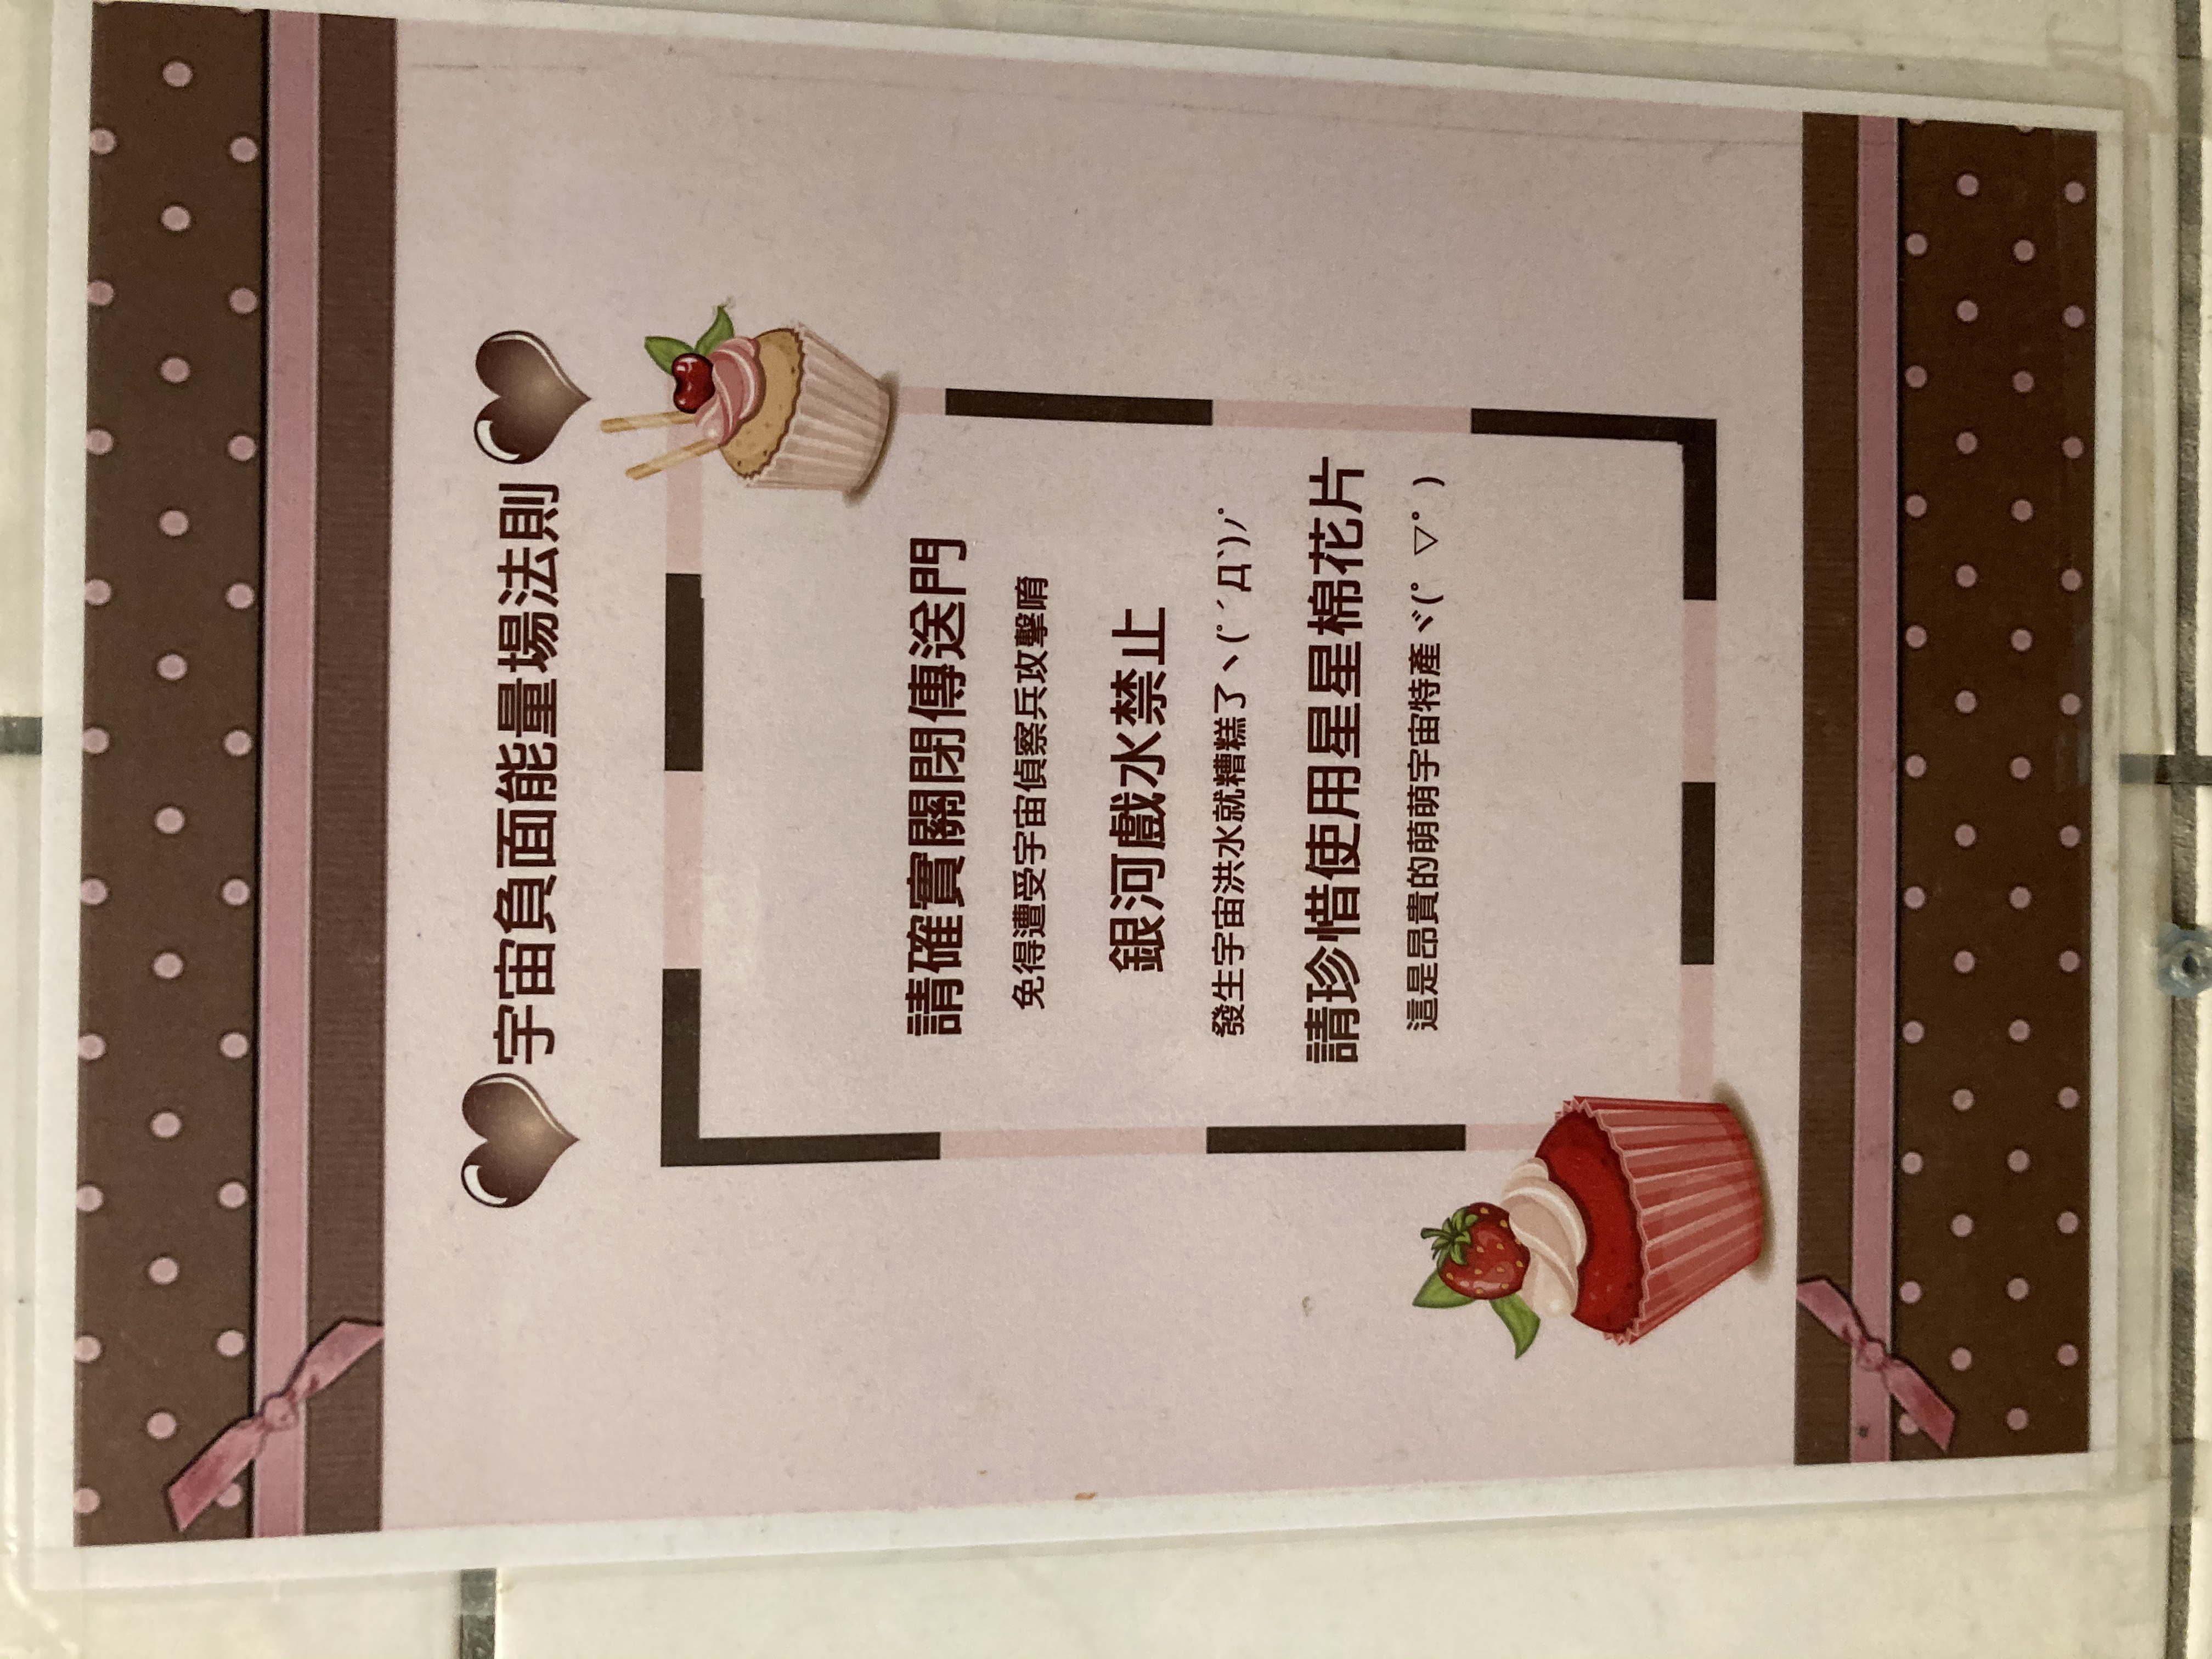 宇宙負面能量場法則
請確實關閉傳送門
免得遭受宇宙偵察兵攻擊唷
銀河戲水禁止
發生宇宙洪水就糟糕了ヽ(ﾟ´Д`)ﾉﾟ
請珍惜使用星星棉花片
這是昂貴的萌萌宇宙特產ヾ(゜▽゜)